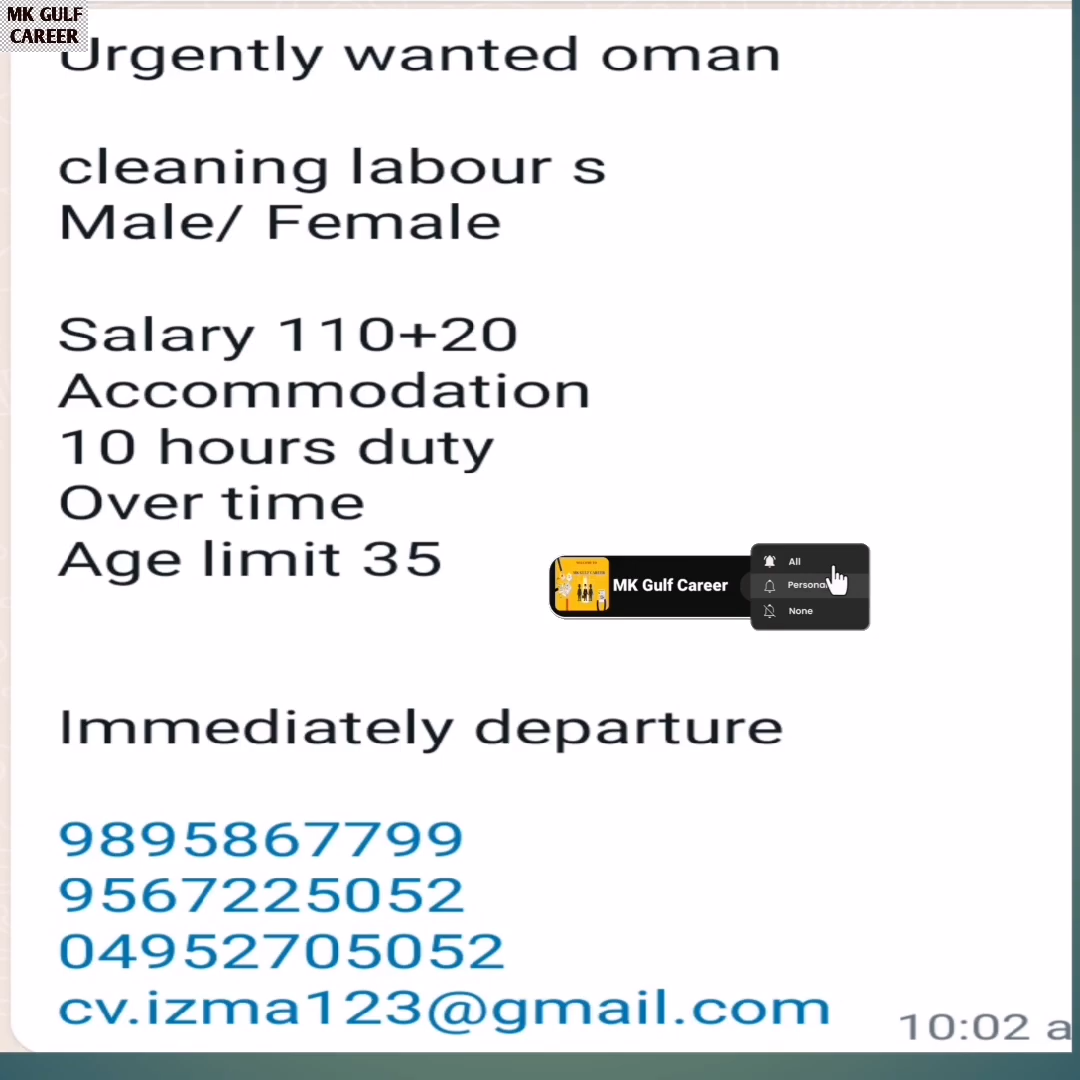 MK GULF
CAREER
Urgently wanted oman
cleaning labour s
Male/ Female
Salary 110+20
Accommodation
10 hours duty
Over time
Age limit 35
MK Gulf Career
All
Persona
None
Immediately departure
9895867799
9567225052
04952705052
cv.izma123@gmail.com
10:02 a